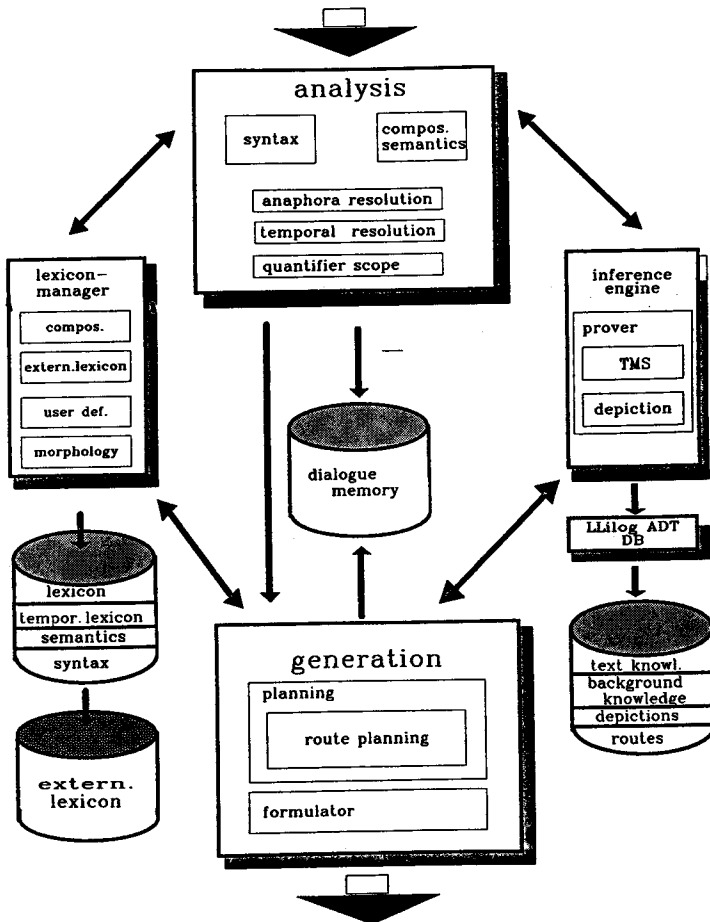 analysis
syntax
compos.
semantics
anaphora resolution
temporal resolution
quantifier scope
lexicon-
manager
compos.
extern.lexicon
user def.
morphology
inference
engine
prover
TMS
depiction
dialogue
memory
LLilog ADT
DB
lexicon
tempor.lexicon
semantics
syntax
extern.
lexicon
generation
planning
route planning
formulator
text knowl.
background
knowledge
depictions
routes